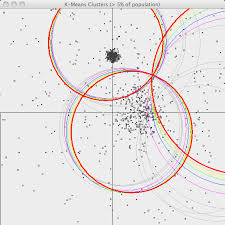 K-Means Clusters (> 5% of population)